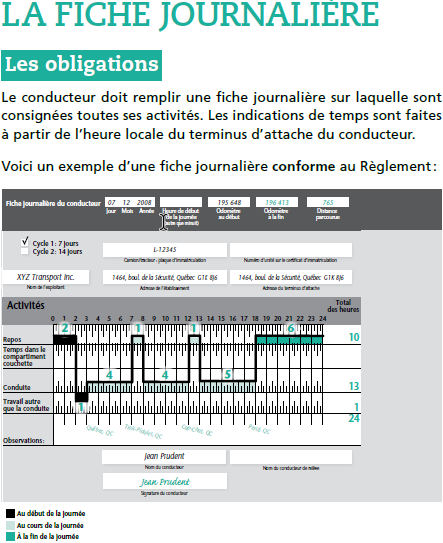 LA FICHE JOURNALIÈRE
Les obligations
Le conducteur doit remplir une fiche journalière sur laquelle sont
consignées toutes ses activités. Les indications de temps sont faites
à partir de l'heure locale du terminus d'attache du conducteur.
Voici un exemple d'une fiche journalière conforme au Règlement :
Fiche journalière du conducteur 07 12 2008 195 648 196 413 765
Jour Mois Année Heure de début de la journée (autre que minuit) Odomètre au début Odomètre à la fin Distance parcourue
✓ Cycle 1: 7 jours
Cycle 2: 14 jours
L-12345
Camion/tracteur - plaque d'immatriculation Numéro d'unité sur le certificat d'immatriculation
XYZ Transport Inc. 1464, boul. de la Sécurité, Québec G1K 8J6 1464, boul. de la Sécurité, Québec G1K 8J6
Nom de l'exploitant Adresse de l'établissement Adresse du terminus d'attache
Activités Total des heures
0 1 2 3 4 5 6 7 8 9 10 11 12 13 14 15 16 17 18 19 20 21 22 23 24
Repos 2 1 1 6 10
Temps dans le compartiment couchette
Conduite 4 4 5 13
Travail autre que la conduite 1 1
24
Observations: Québec, QC
Jean Prudent
Nom du conducteur Nom du conducteur de relève
Jean Prudent
Signature du conducteur
Au début de la journée
Au cours de la journée
À la fin de la journée